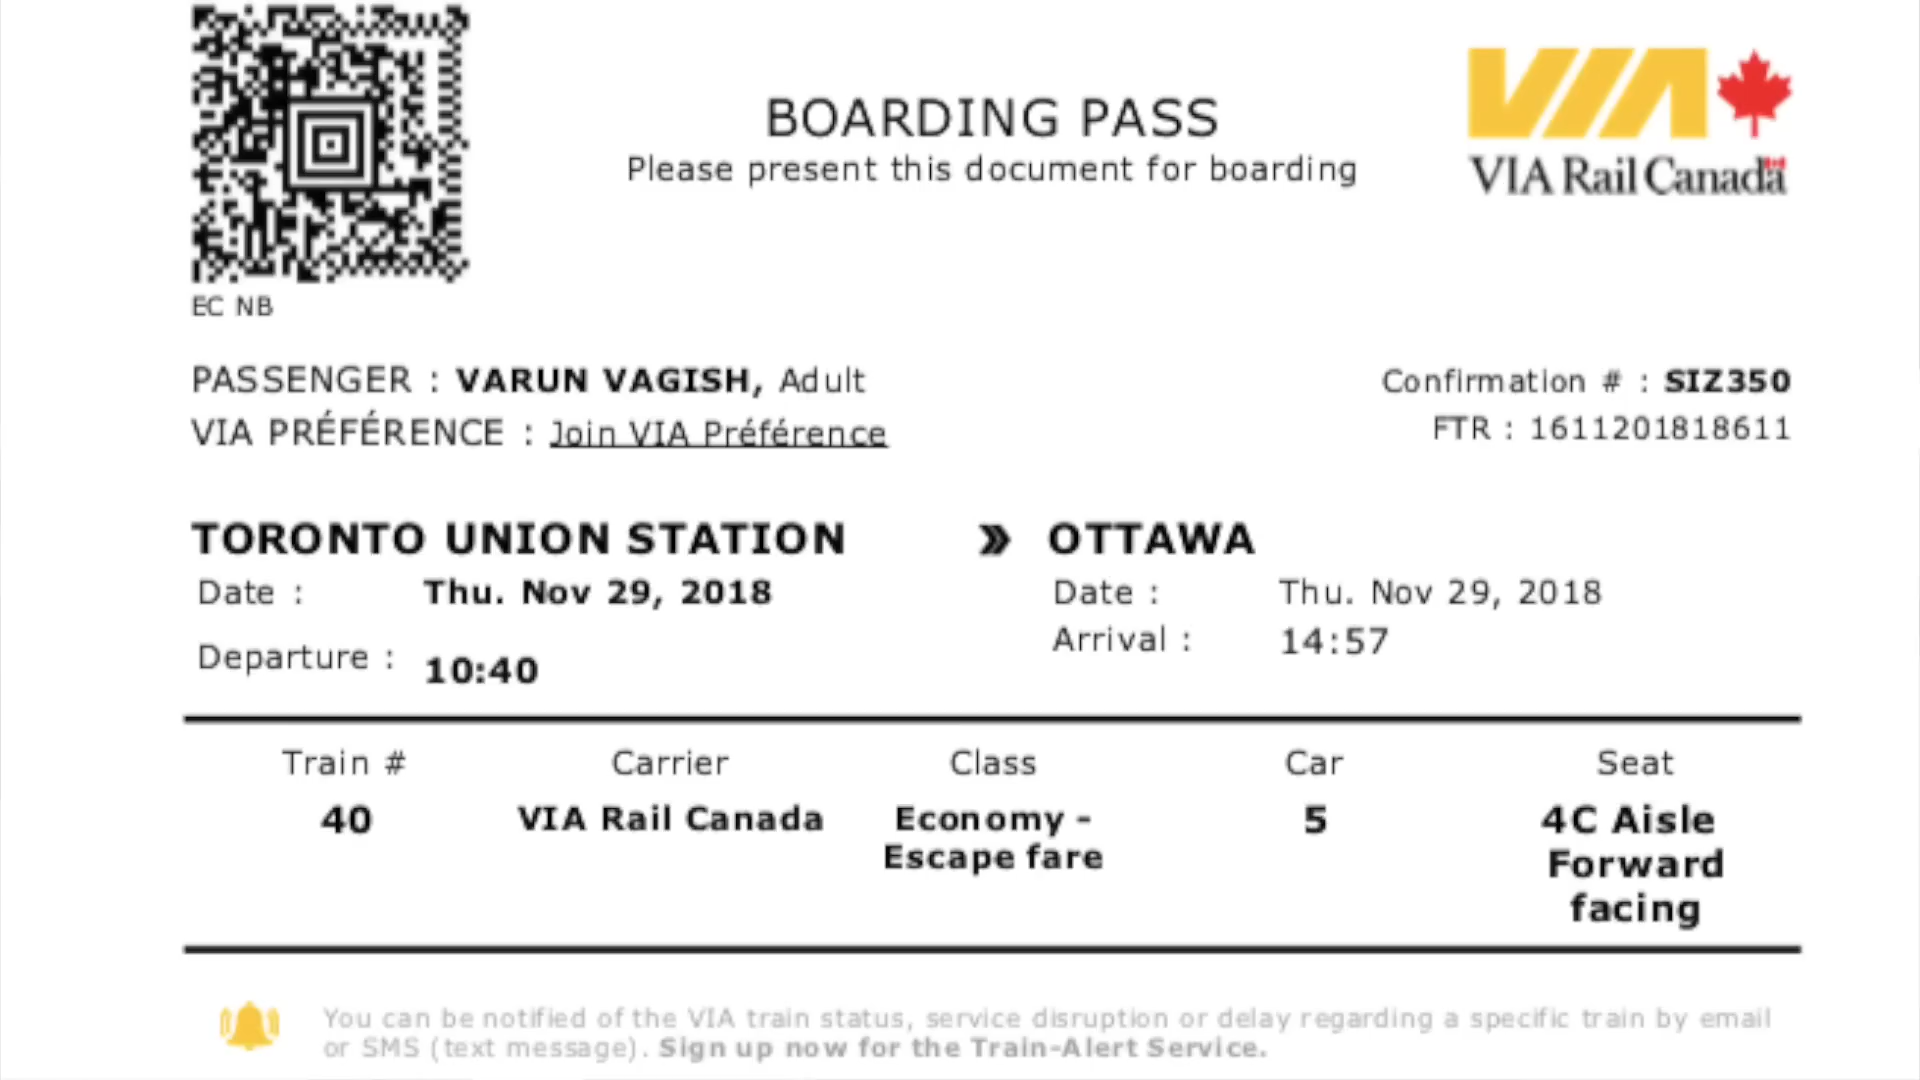 VIA
VIA Rail Canada
BOARDING PASS
Please present this document for boarding
EC NB
PASSENGER : VARUN VAGISH, Adult
Confirmation # : SIZ350
VIA PRÉFÉRENCE : Join VIA Préférence
FTR : 1611201818611
TORONTO UNION STATION » OTTAWA
Date : Thu. Nov 29, 2018 Date : Thu. Nov 29, 2018
Departure : 10:40 Arrival : 14:57
Train # Carrier Class Car Seat
40 VIA Rail Canada Economy - 5 4C Aisle
Escape fare Forward
facing
You can be notified of the VIA train status, service disruption or delay regarding a specific train by email
or SMS (text message). Sign up now for the Train-Alert Service.